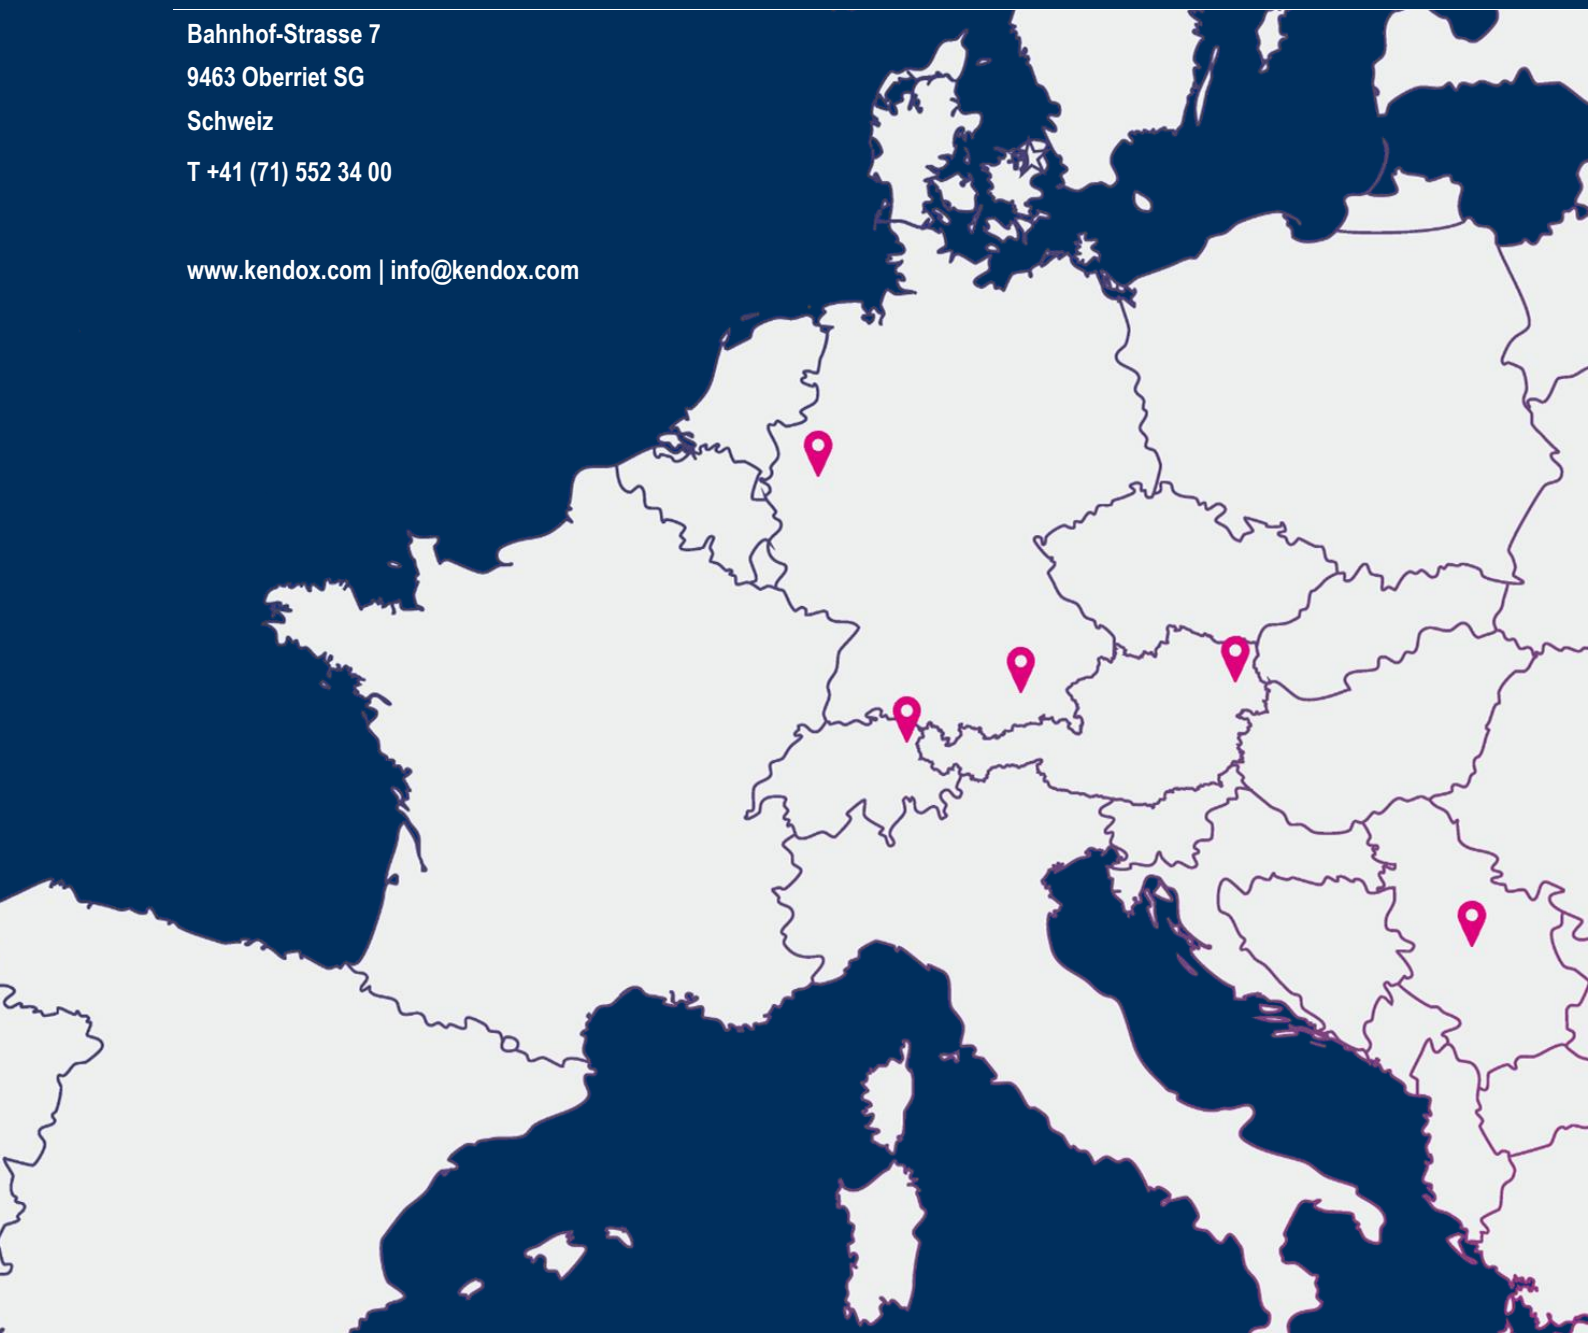 Bahnhof-Strasse 7
9463 Oberriet SG
Schweiz
T +41 (71) 552 34 00
www.kendox.com | info@kendox.com